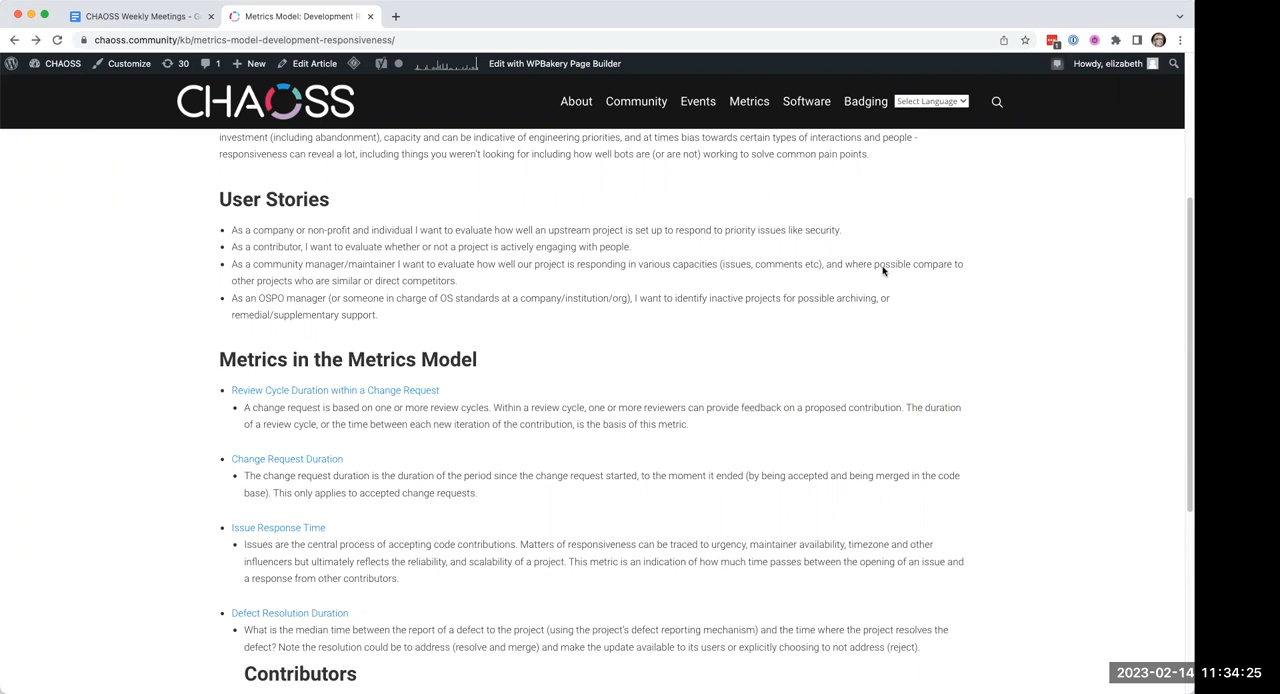 CHAOSS Weekly Meetings - G
Metrics Model: Development R
chaoss.community/kb/metrics-model-development-responsiveness/
CHAOSS Customize 30 1 New Edit Article Edit with WPBakery Page Builder Howdy, elizabeth
CHAOSS About Community Events Metrics Software Badging Select Language
investment (including abandonment), capacity and can be indicative of engineering priorities, and at times bias towards certain types of interactions and people -
responsiveness can reveal a lot, including things you weren't looking for including how well bots are (or are not) working to solve common pain points.
User Stories
• As a company or non-profit and individual I want to evaluate how well an upstream project is set up to respond to priority issues like security.
• As a contributor, I want to evaluate whether or not a project is actively engaging with people.
• As a community manager/maintainer I want to evaluate how well our project is responding in various capacities (issues, comments etc), and where possible compare to
other projects who are similar or direct competitors.
• As an OSPO manager (or someone in charge of OS standards at a company/institution/org), I want to identify inactive projects for possible archiving, or
remedial/supplementary support.
Metrics in the Metrics Model
• Review Cycle Duration within a Change Request
• A change request is based on one or more review cycles. Within a review cycle, one or more reviewers can provide feedback on a proposed contribution. The duration
of a review cycle, or the time between each new iteration of the contribution, is the basis of this metric.
• Change Request Duration
• The change request duration is the duration of the period since the change request started, to the moment it ended (by being accepted and being merged in the code
base). This only applies to accepted change requests.
• Issue Response Time
• Issues are the central process of accepting code contributions. Matters of responsiveness can be traced to urgency, maintainer availability, timezone and other
influencers but ultimately reflects the reliability, and scalability of a project. This metric is an indication of how much time passes between the opening of an issue and
a response from other contributors.
• Defect Resolution Duration
• What is the median time between the report of a defect to the project (using the project's defect reporting mechanism) and the time where the project resolves the
defect? Note the resolution could be to address (resolve and merge) and make the update available to its users or explicitly choosing to not address (reject).
Contributors
2023-02-14 11:34:25